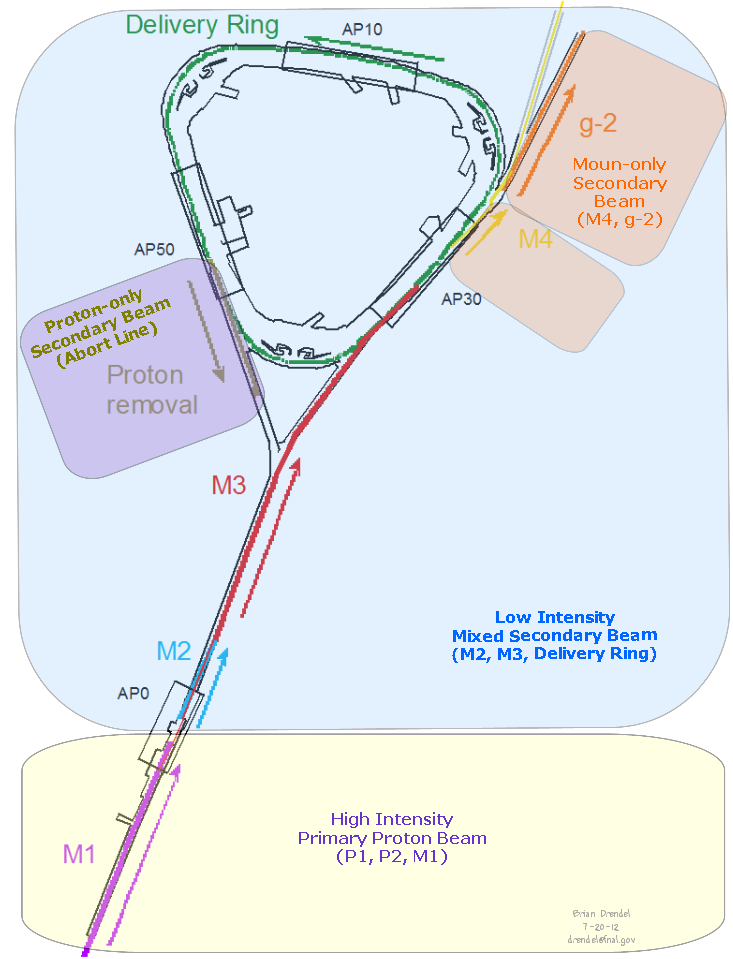 Delivery Ring
AP10
g-2
Moun-only
Secondary
Beam
(M4, g-2)
M4
AP50
AP30
Proton-only
Secondary Beam
(Abort Line)
Proton
removal
M3
Low Intensity
Mixed Secondary Beam
(M2, M3, Delivery Ring)
M2
AP0
High Intensity
Primary Proton Beam
(P1, P2, M1)
M1
Brian Drendel
7-20-12
drendel@fnal.gov